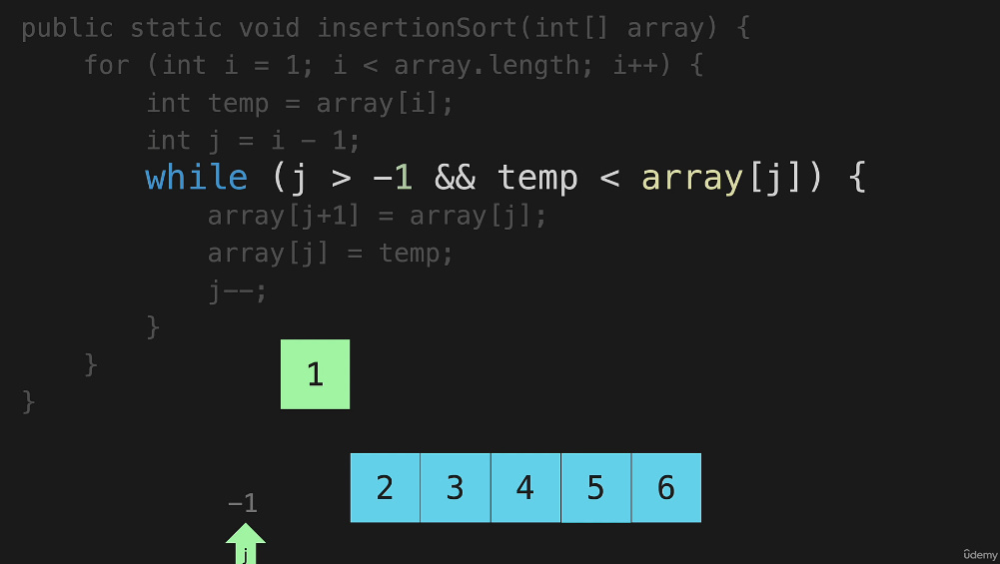 public static void insertionSort(int[] array) {
for (int i = 1; i < array.length; i++) {
int temp = array[i];
int j = i - 1;
while (j > -1 && temp < array[j]) {
array[j+1] = array[j];
array[j] = temp;
j--;
}
}
}
1
2 3 4 5 6
-1
j
ûdemy